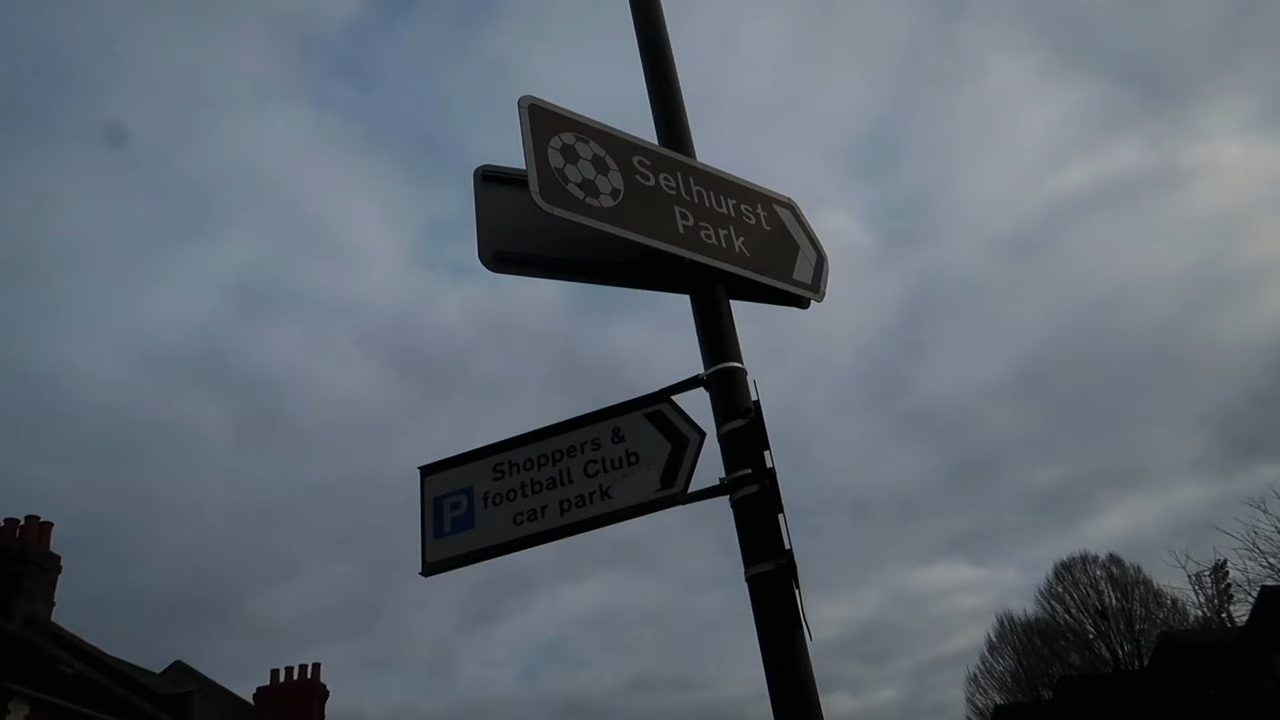 Selhurst
Park
Shoppers &
football Club
car park
P